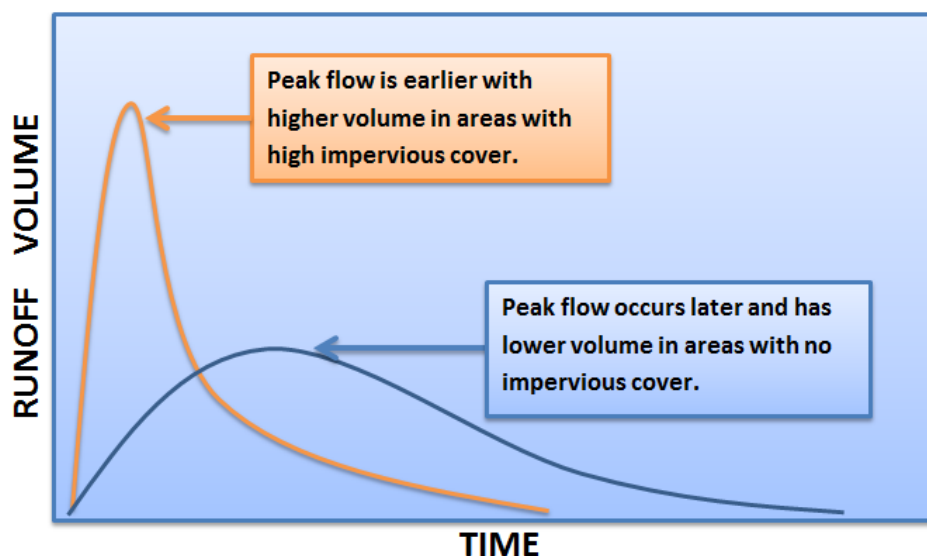 Peak flow is earlier with
higher volume in areas with
high impervious cover.
RUNOFF VOLUME
Peak flow occurs later and has
lower volume in areas with no
impervious cover.
TIME